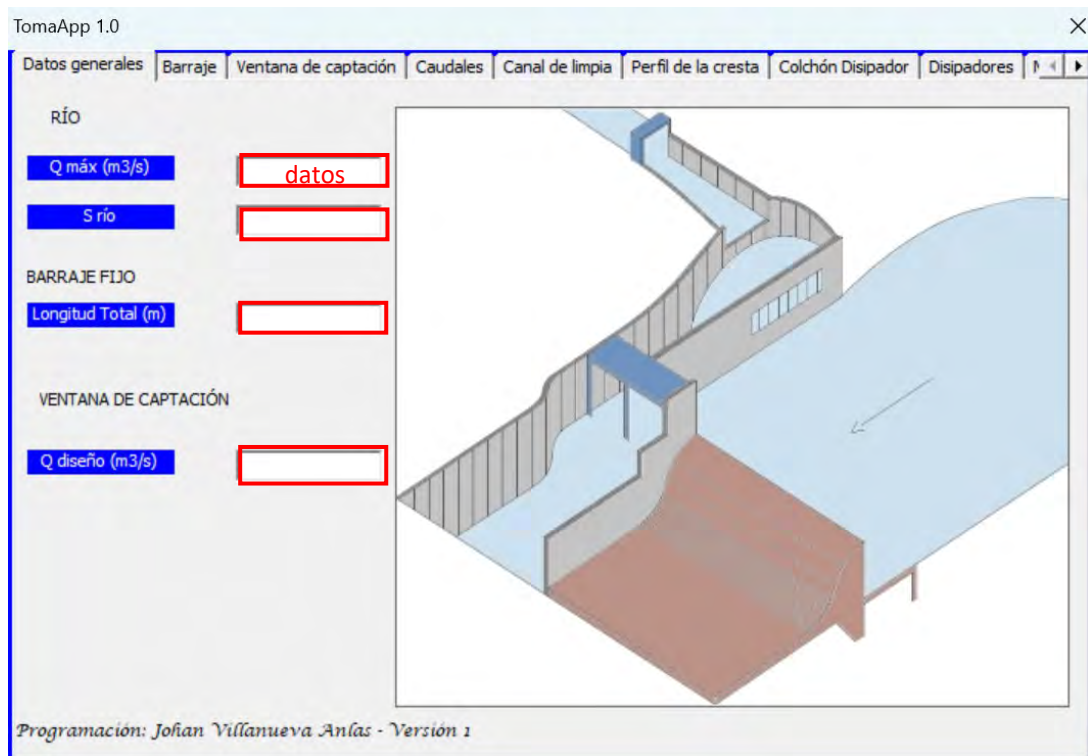 TomaApp 1.0
Datos generales Barraje Ventana de captación Caudales Canal de limpia Perfil de la cresta Colchón Disipador Disipadores
RÍO
Q máx (m3/s) datos
S río
BARRAJE FIJO
Longitud Total (m)
VENTANA DE CAPTACIÓN
Q diseño (m3/s)
Programación: Johan Villanueva Anlas - Versión 1